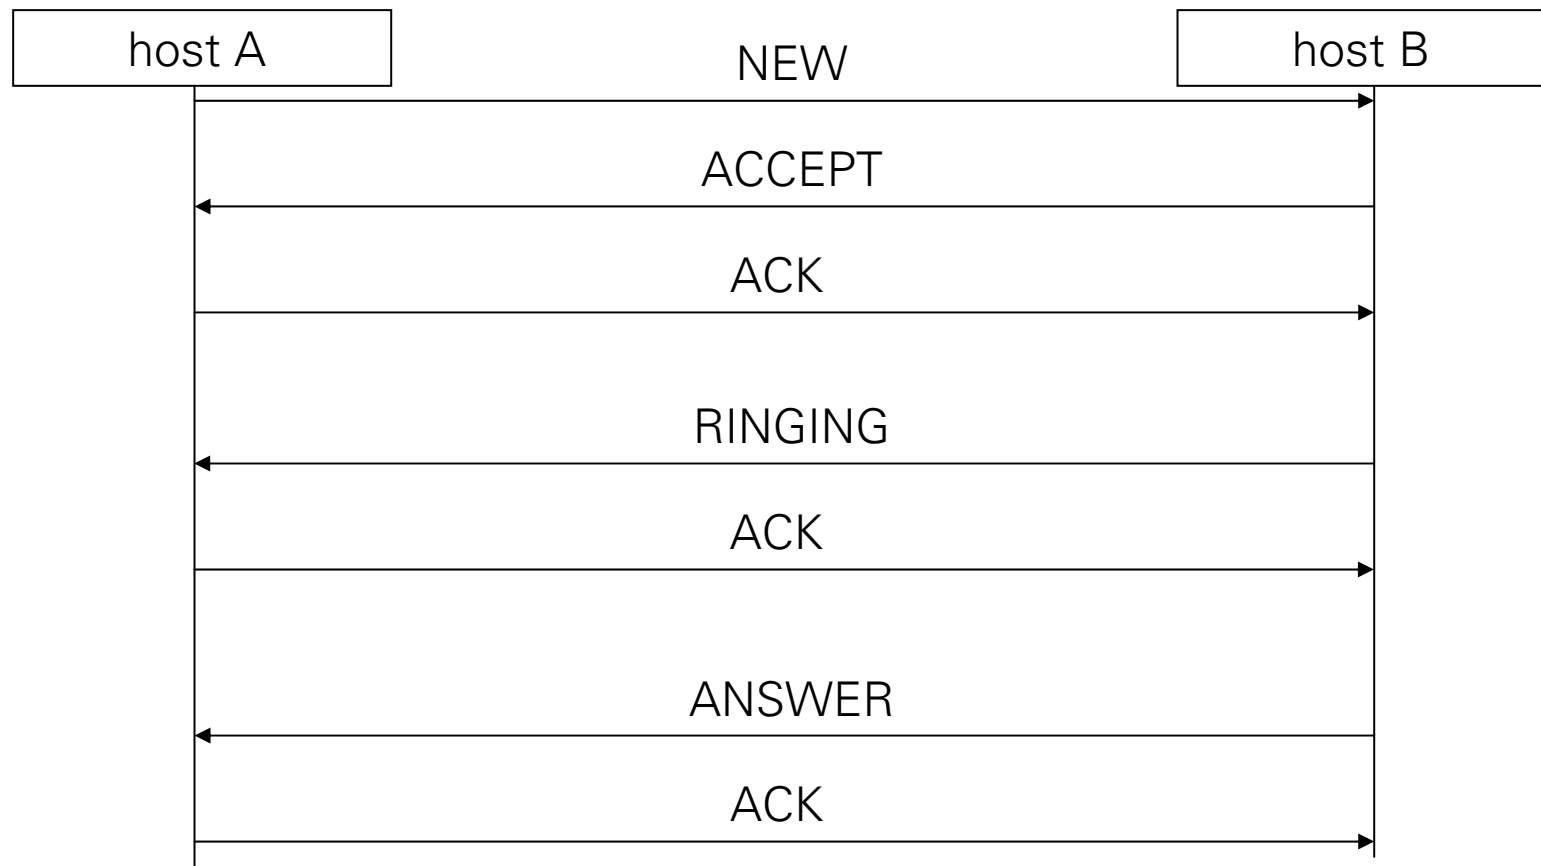 host A
host B
NEW
ACCEPT
ACK
RINGING
ACK
ANSWER
ACK